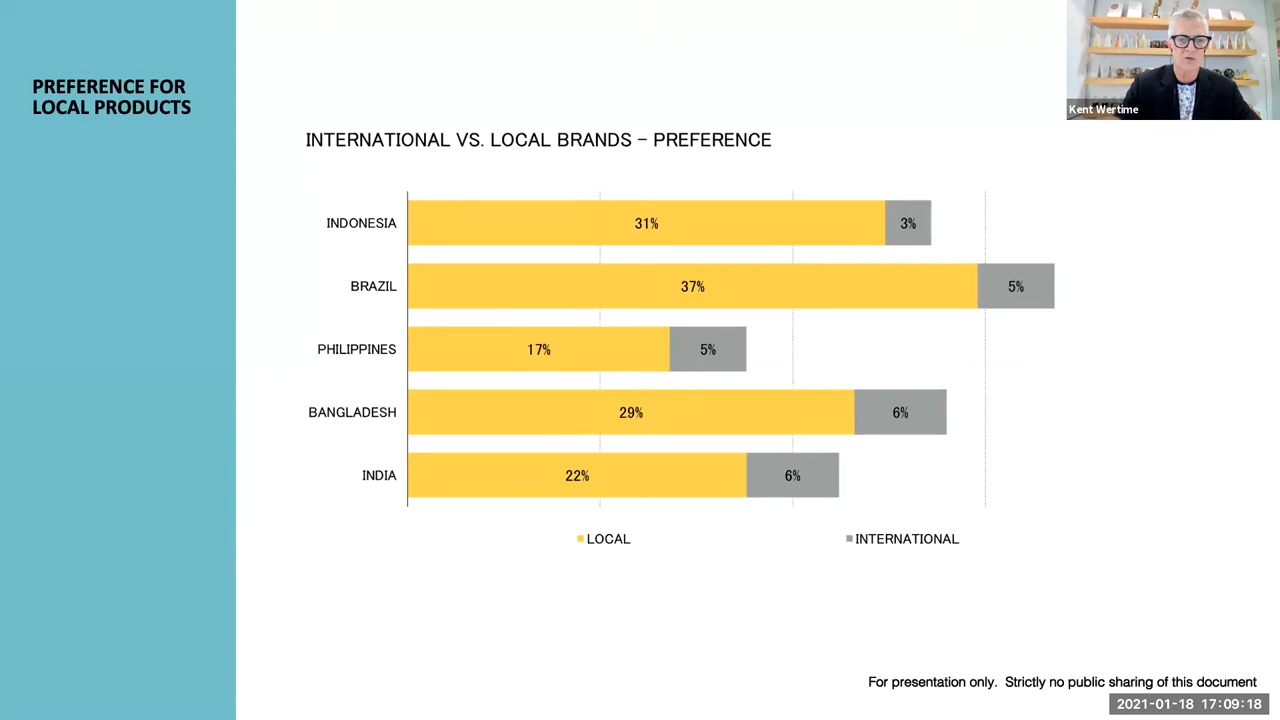 PREFERENCE FOR
LOCAL PRODUCTS
Kent Wertime
INTERNATIONAL VS. LOCAL BRANDS – PREFERENCE
INDONESIA 31% 3%
BRAZIL 37% 5%
PHILIPPINES 17% 5%
BANGLADESH 29% 6%
INDIA 22% 6%
LOCAL INTERNATIONAL
For presentation only. Strictly no public sharing of this document
2021-01-18 17:09:18